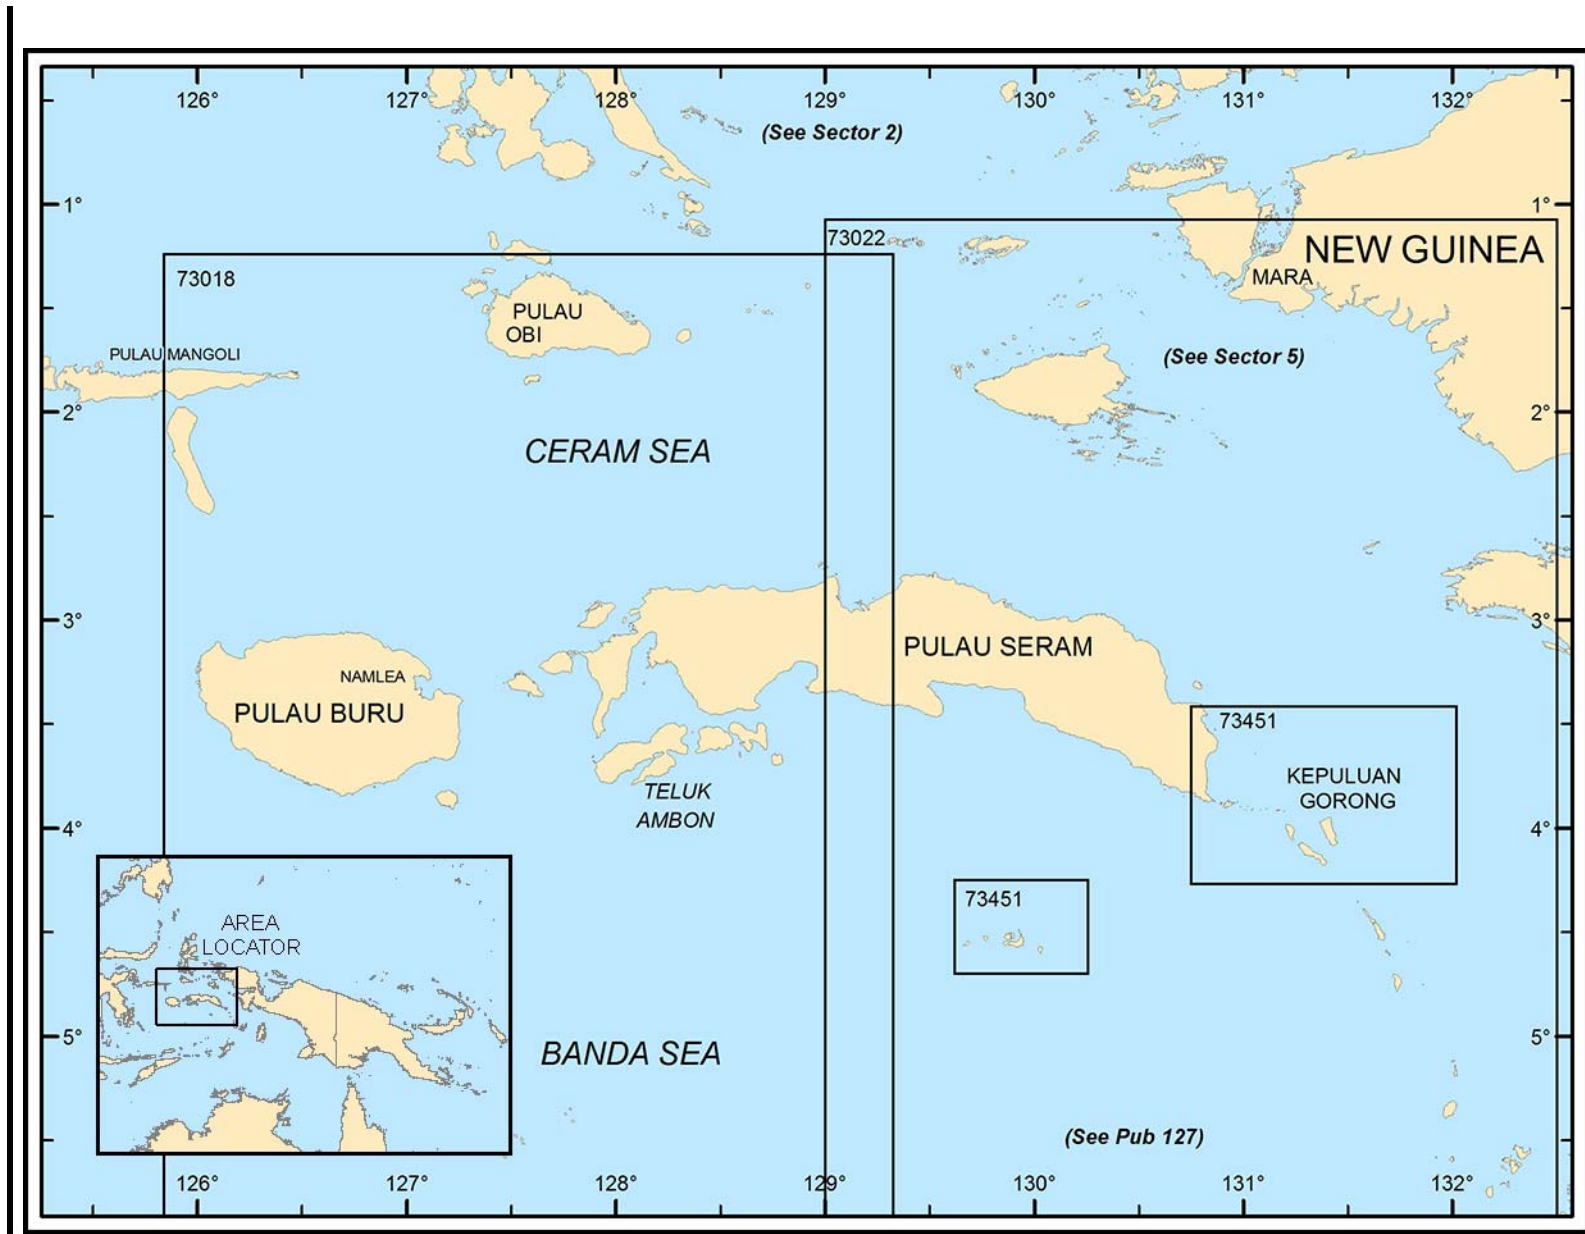 126° 127° 128° 129° 130° 131° 132°
(See Sector 2)
1° 1°
73022
NEW GUINEA
73018
MARA
PULAU
OBI
PULAU MANGOLI
(See Sector 5)
2° 2°
CERAM SEA
3° 3°
PULAU SERAM
NAMLEA
PULAU BURU
73451
KEPULUAN
GORONG
TELUK
AMBON
4° 4°
73451
AREA
LOCATOR
5° 5°
BANDA SEA
(See Pub 127)
126° 127° 128° 129° 130° 131° 132°